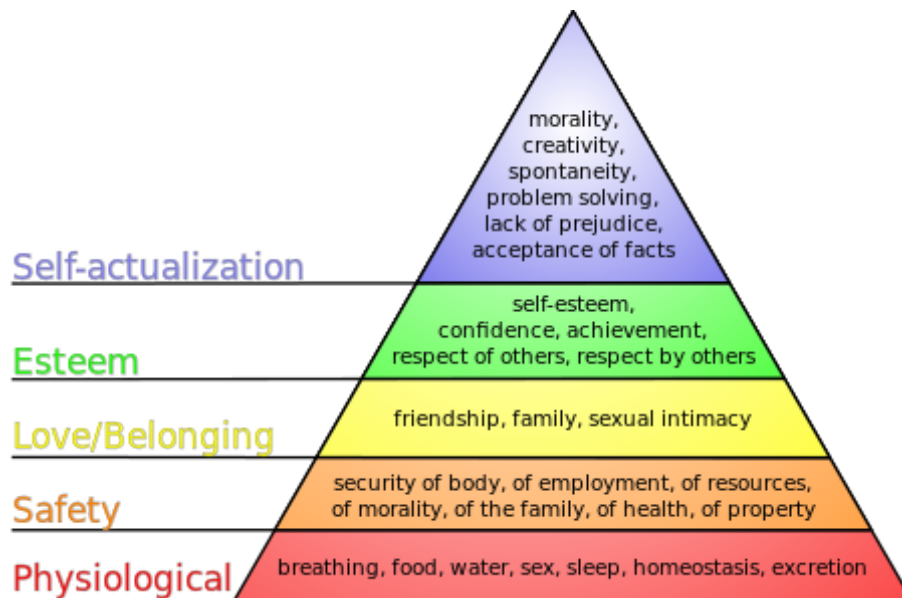 morality,
creativity,
spontaneity,
problem solving,
lack of prejudice,
acceptance of facts
Self-actualization
self-esteem,
confidence, achievement,
respect of others, respect by others
Esteem
friendship, family, sexual intimacy
Love/Belonging
security of body, of employment, of resources,
of morality, of the family, of health, of property
Safety
breathing, food, water, sex, sleep, homeostasis, excretion
Physiological